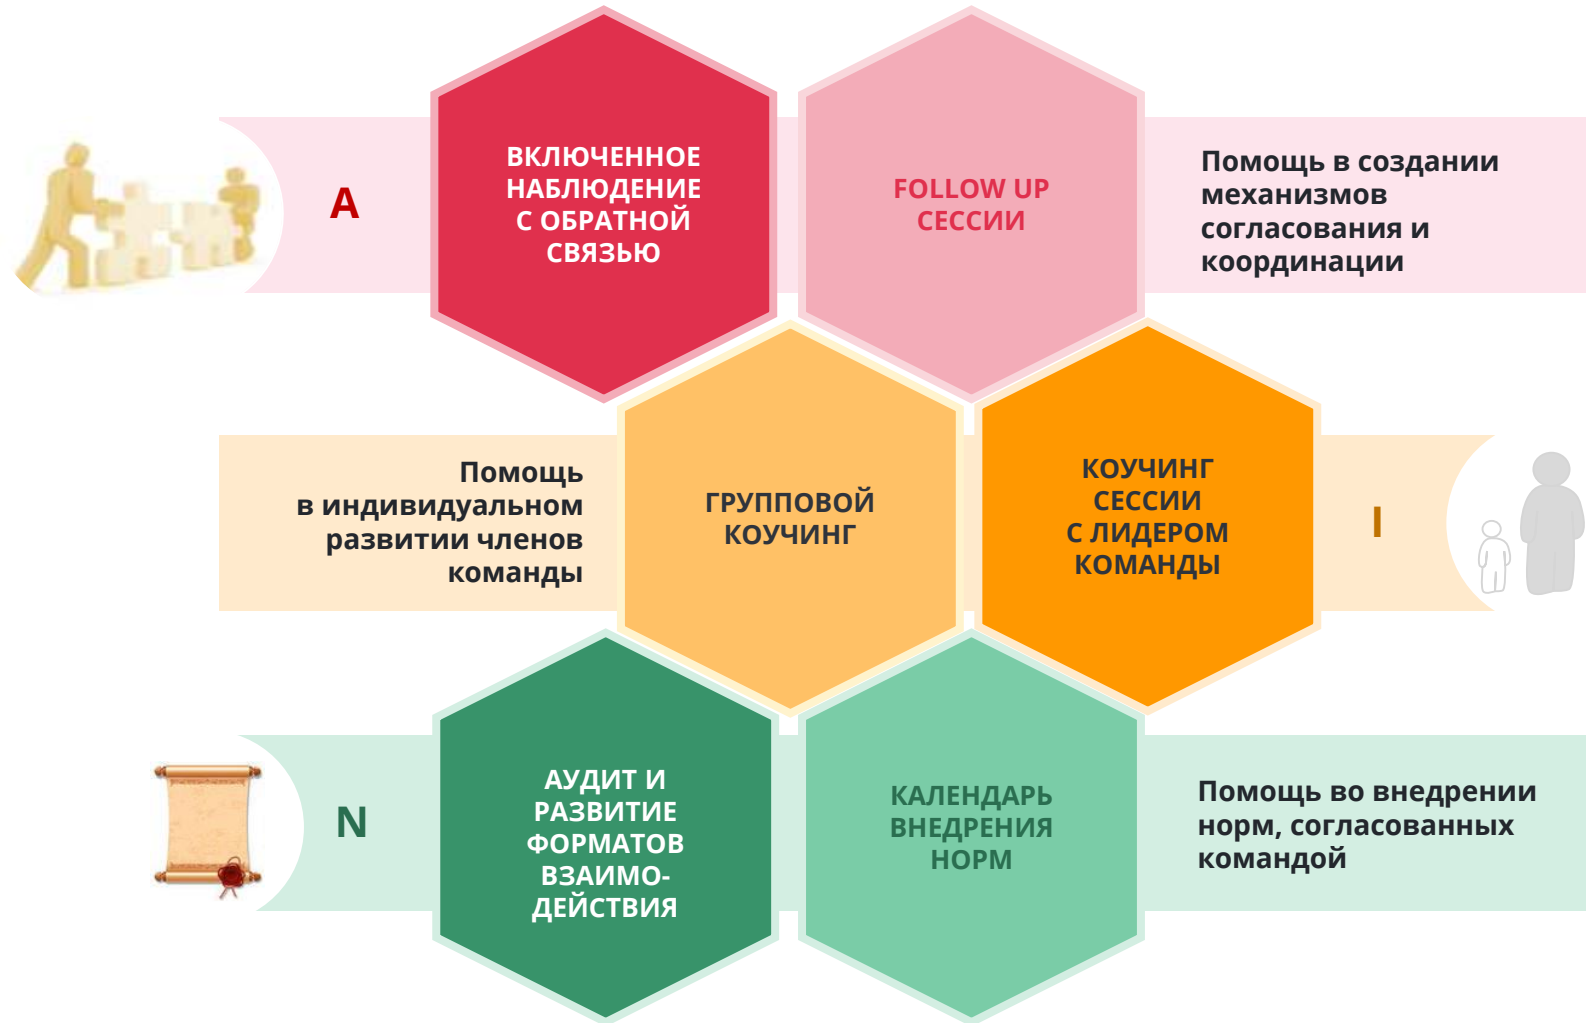 A
ВКЛЮЧЕННОЕ
НАБЛЮДЕНИЕ
С ОБРАТНОЙ
СВЯЗЬЮ
FOLLOW UP
СЕССИИ
Помощь в создании
механизмов
согласования и
координации
Помощь
в индивидуальном
развитии членов
команды
ГРУППОВОЙ
КОУЧИНГ
КОУЧИНГ
СЕССИИ
С ЛИДЕРОМ
КОМАНДЫ
I
N
АУДИТ И
РАЗВИТИЕ
ФОРМАТОВ
ВЗАИМО-
ДЕЙСТВИЯ
КАЛЕНДАРЬ
ВНЕДРЕНИЯ
НОРМ
Помощь во внедрении
норм, согласованных
командой